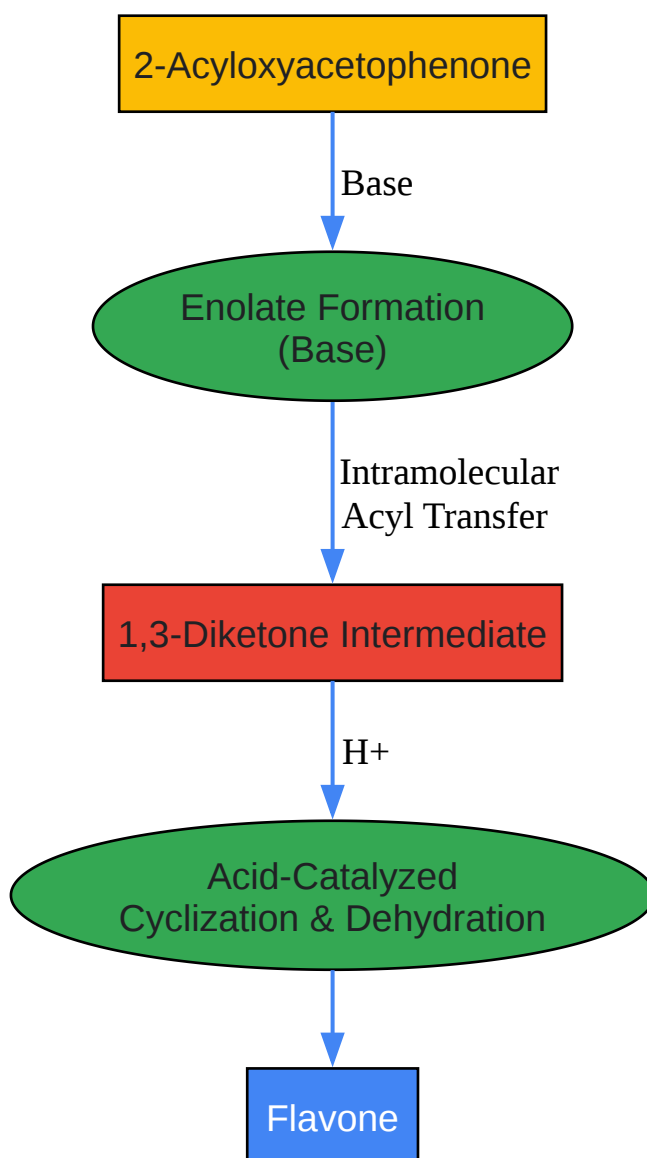 2-Acyloxyacetophenone
Base
Enolate Formation
(Base)
Intramolecular
Acyl Transfer
1,3-Diketone Intermediate
H+
Acid-Catalyzed
Cyclization & Dehydration
Flavone